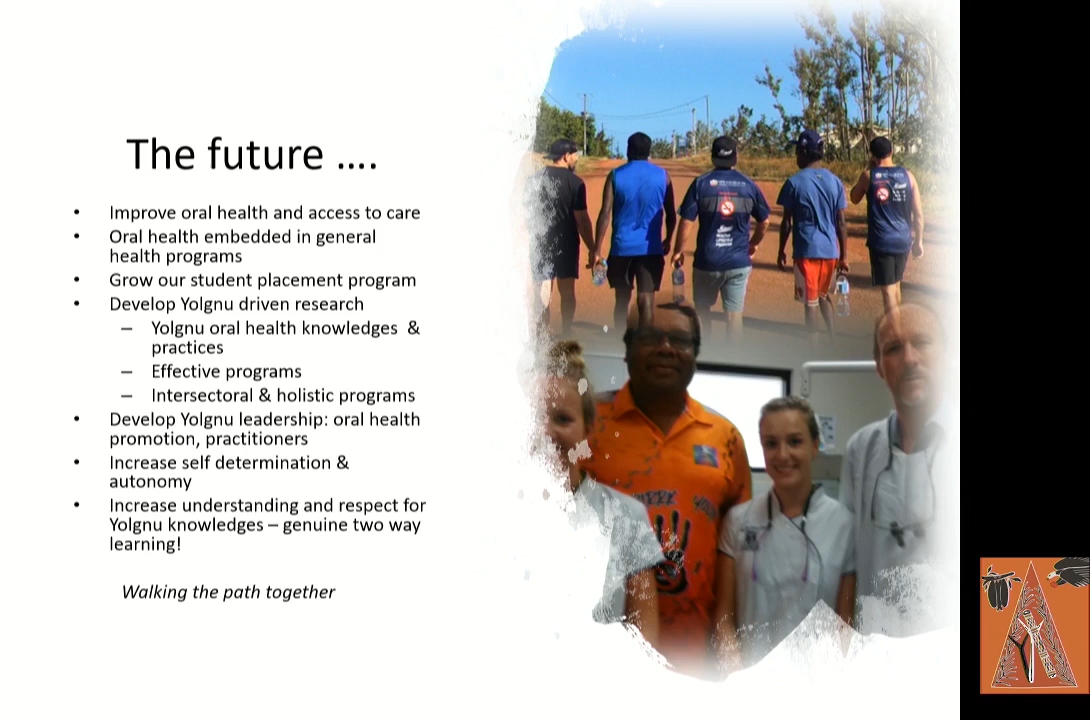 The future ....
• Improve oral health and access to care
• Oral health embedded in general
health programs
• Grow our student placement program
• Develop Yolgnu driven research
– Yolgnu oral health knowledges &
practices
– Effective programs
– Intersectoral & holistic programs
• Develop Yolgnu leadership: oral health
promotion, practitioners
• Increase self determination &
autonomy
• Increase understanding and respect for
Yolgnu knowledges – genuine two way
learning!
Walking the path together